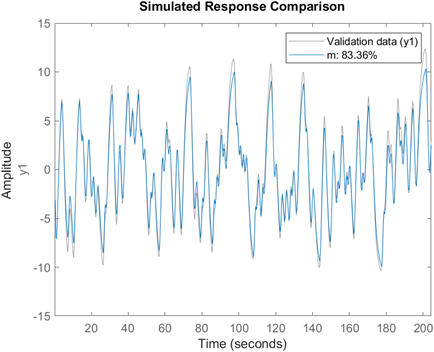 Simulated Response Comparison
Validation data (y1)
m: 83.36%
15
10
5
0
-5
-10
-15
Amplitude
y1
20 40 60 80 100 120 140 160 180 200
Time (seconds)